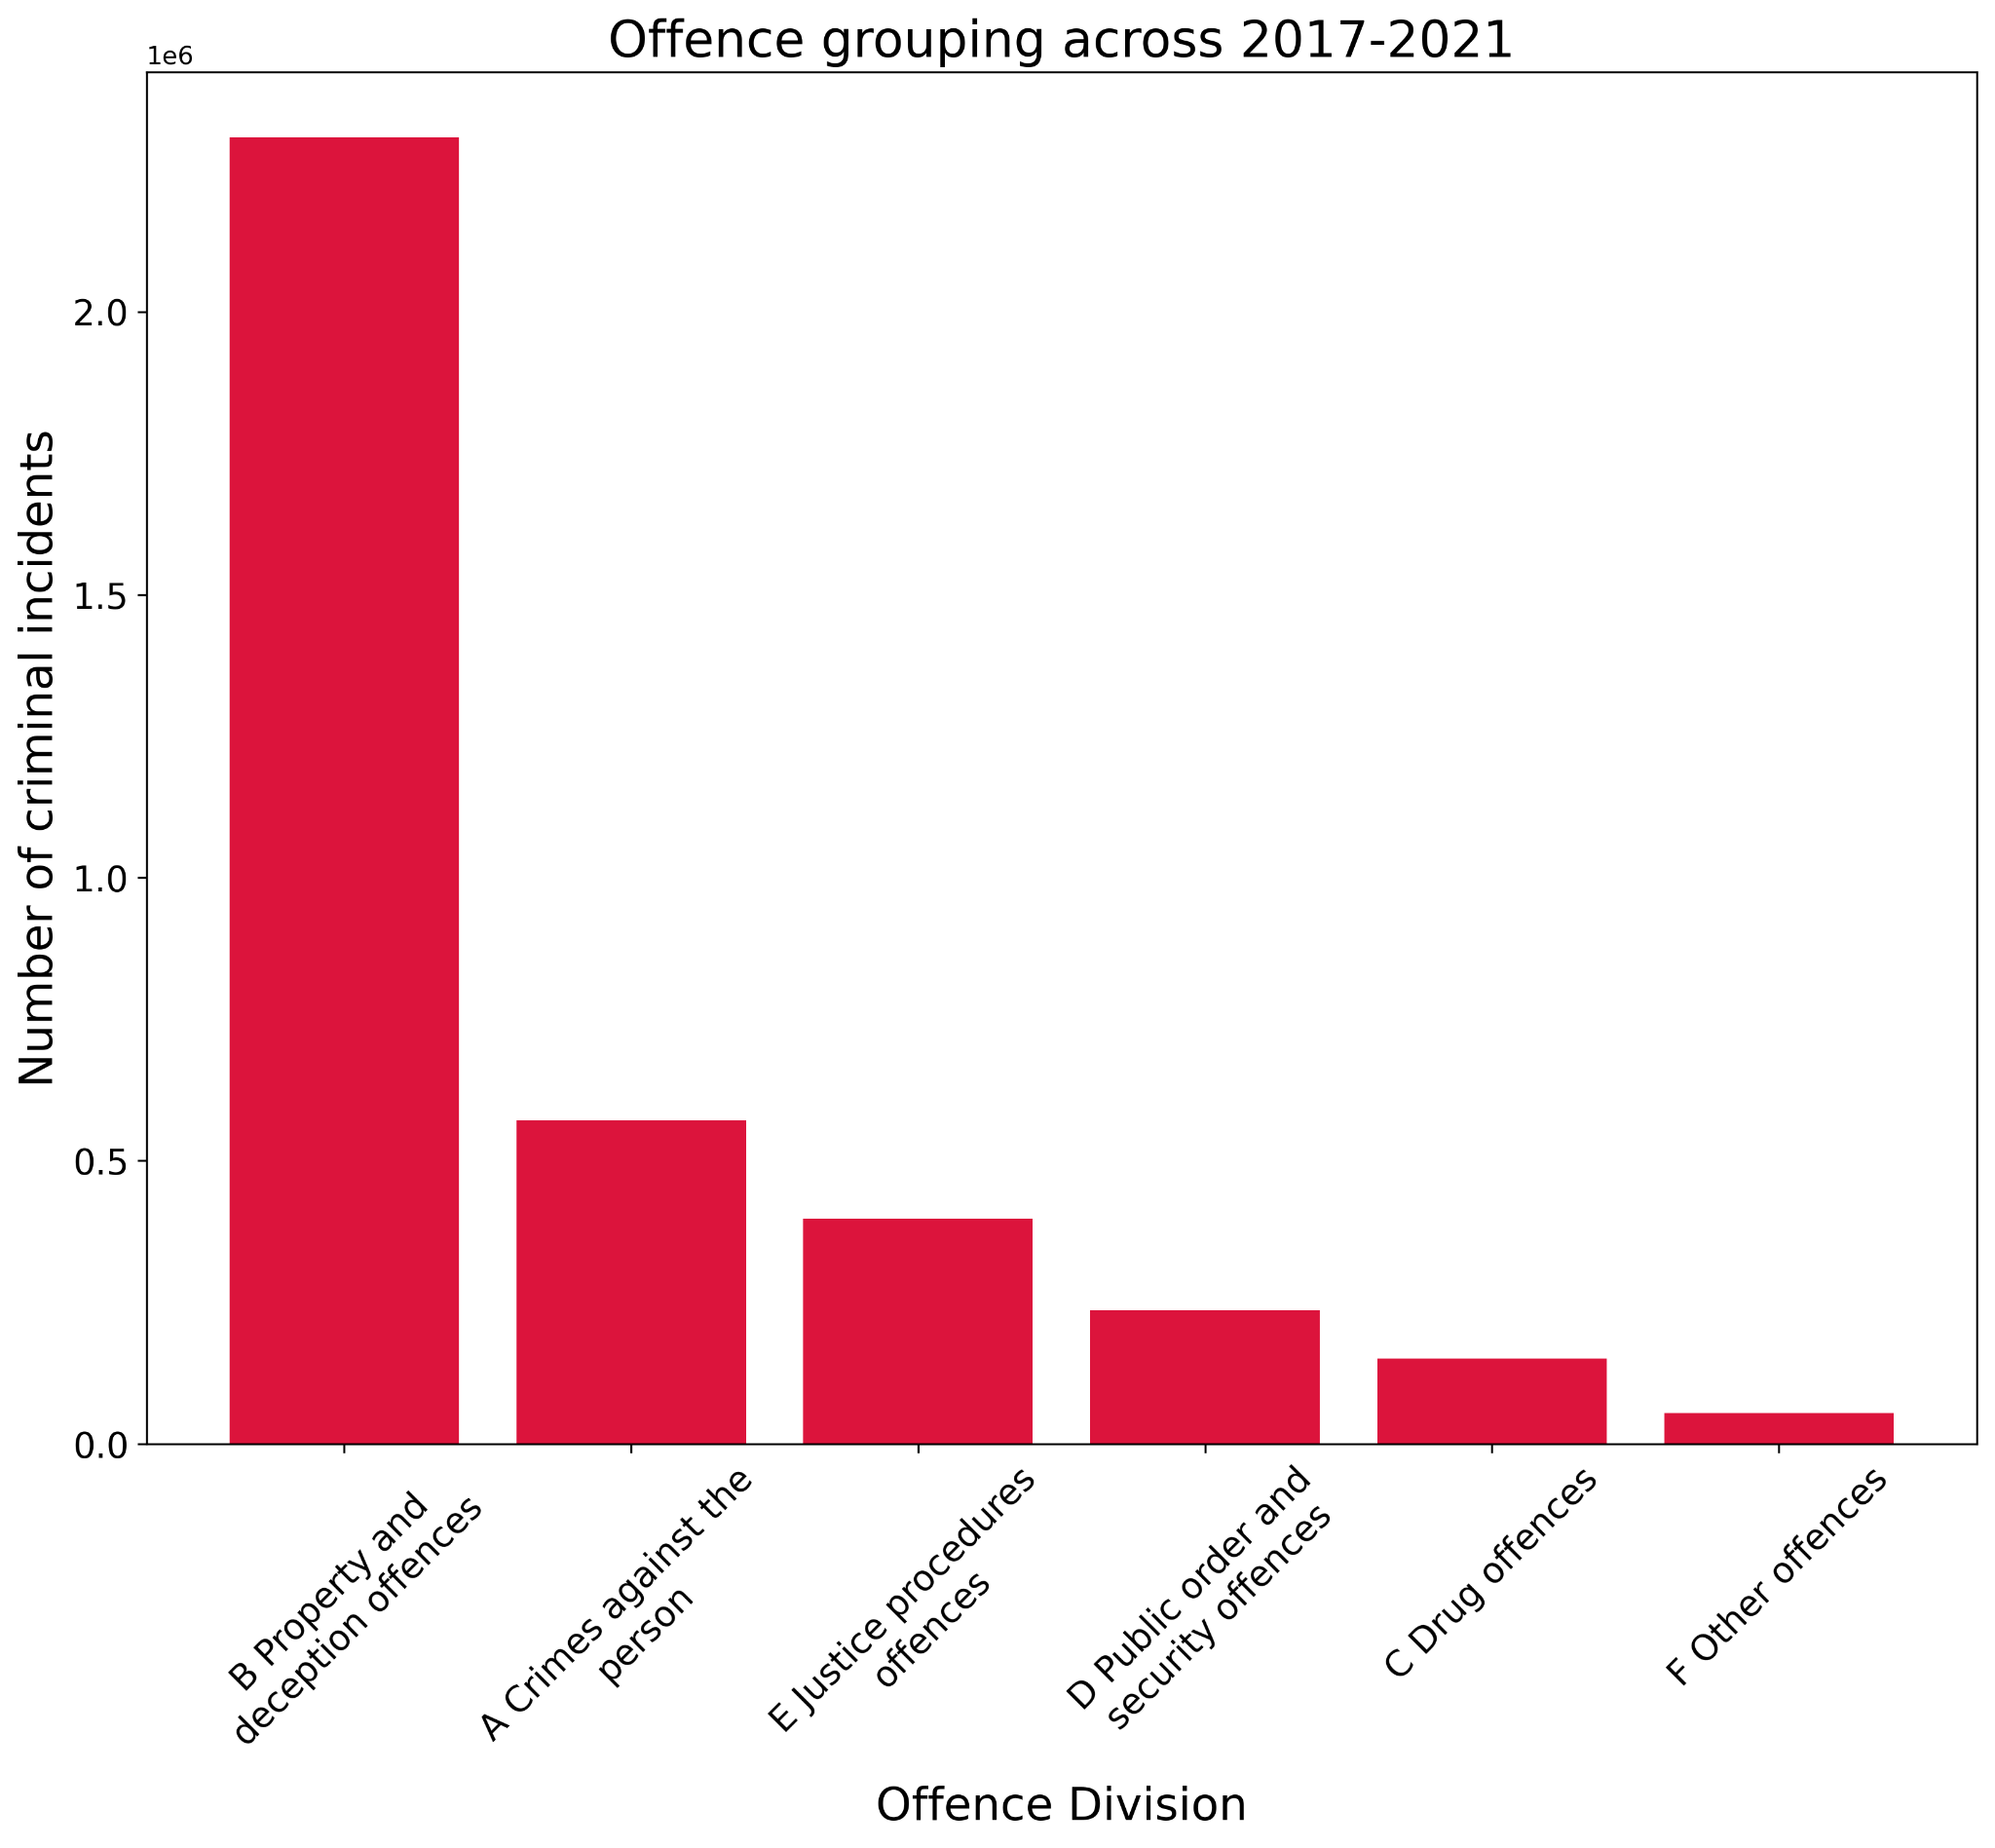 Offence grouping across 2017-2021
1e6
2.0
1.5
1.0
0.5
0.0
Number of criminal incidents
B Property and
deception offences
A Crimes against the
person
E Justice procedures
offences
D Public order and
security offences
C Drug offences
F Other offences
Offence Division